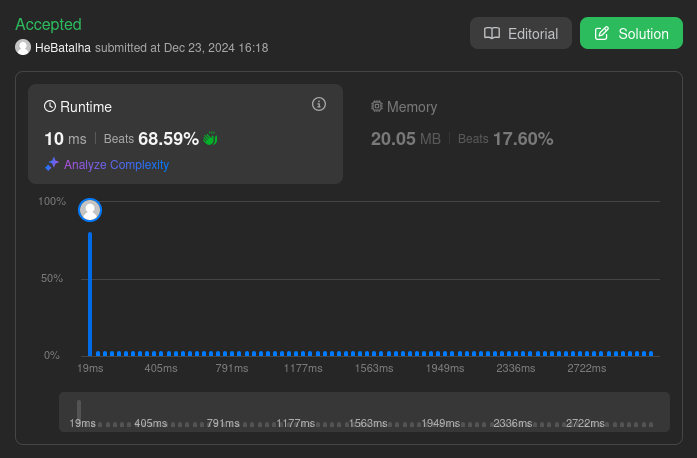 Accepted
HeBatalha submitted at Dec 23, 2024 16:18
Editorial
Solution
Runtime
10 ms | Beats 68.59%
Analyze Complexity
Memory
20.05 MB | Beats 17.60%
100%
50%
0%
19ms 405ms 791ms 1177ms 1563ms 1949ms 2336ms 2722ms
19ms 405ms 791ms 1177ms 1563ms 1949ms 2336ms 2722ms